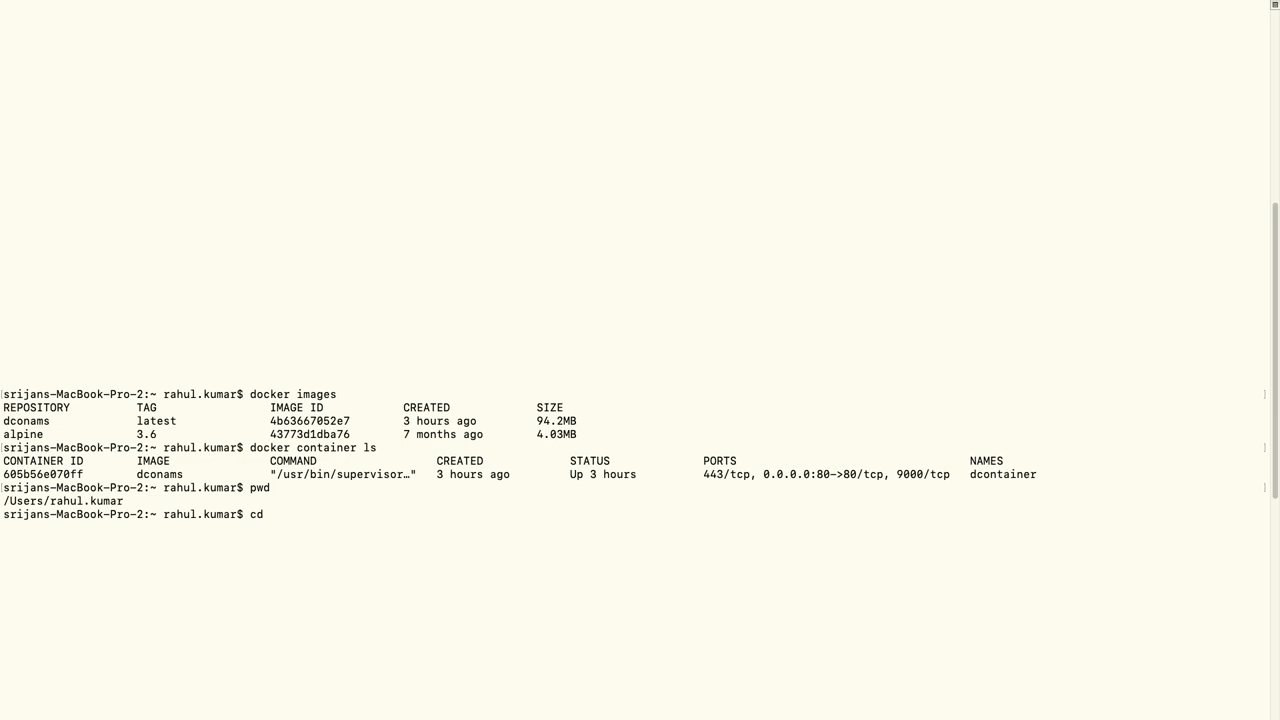 srijans-MacBook-Pro-2:~ rahul.kumar$ docker images
REPOSITORY          TAG                 IMAGE ID            CREATED             SIZE
dconams             latest              4b63667052e7        3 hours ago         94.2MB
alpine              3.6                 43773d1dba76        7 months ago        4.03MB
srijans-MacBook-Pro-2:~ rahul.kumar$ docker container ls
CONTAINER ID        IMAGE               COMMAND                  CREATED             STATUS              PORTS                                   NAMES
605b56e070ff        dconams             "/usr/bin/supervisor…"   3 hours ago         Up 3 hours          443/tcp, 0.0.0.0:80->80/tcp, 9000/tcp   dcontainer
srijans-MacBook-Pro-2:~ rahul.kumar$ pwd
/Users/rahul.kumar
srijans-MacBook-Pro-2:~ rahul.kumar$ cd